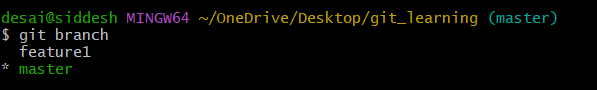 desai@siddesh MINGW64 ~/OneDrive/Desktop/git_learning (master)
$ git branch
  feature1
* master